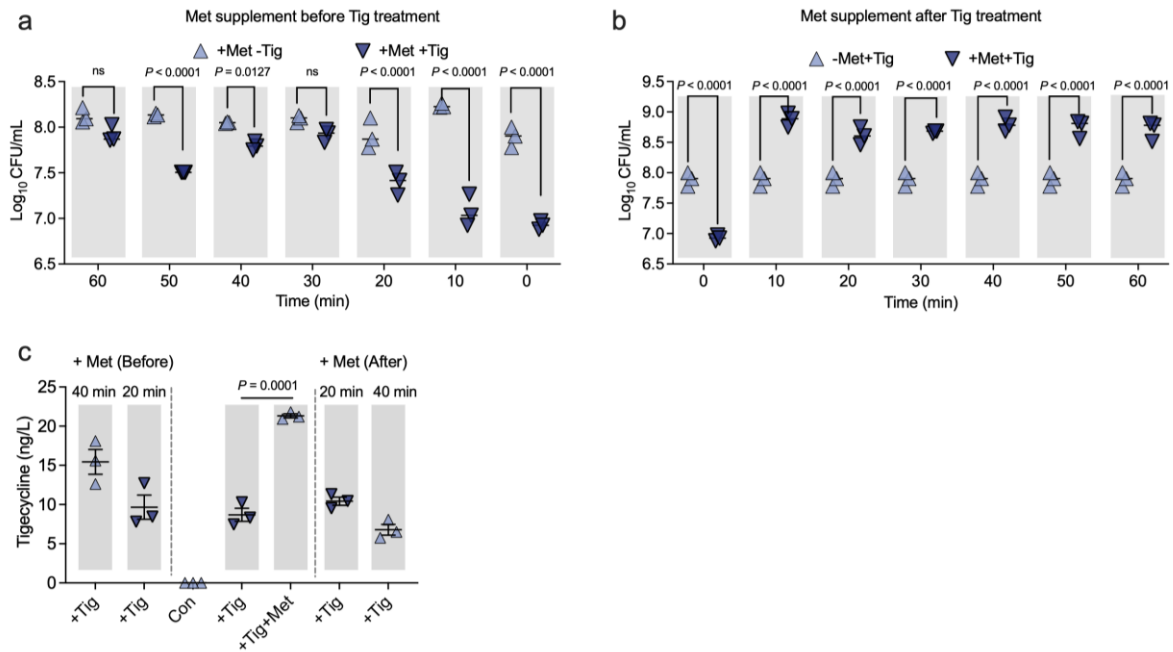 a
Met supplement before Tig treatment
+Met -Tig +Met +Tig
ns P < 0.0001 P = 0.0127 ns P < 0.0001 P < 0.0001 P < 0.0001
Log10 CFU/mL
8.5
8.0
7.5
7.0
6.5
60 50 40 30 20 10 0
Time (min)
b
Met supplement after Tig treatment
-Met+Tig +Met+Tig
P < 0.0001 P < 0.0001 P < 0.0001 P < 0.0001 P < 0.0001 P < 0.0001 P < 0.0001
Log10 CFU/mL
9.5
9.0
8.5
8.0
7.5
7.0
6.5
0 10 20 30 40 50 60
Time (min)
c
+ Met (Before) + Met (After)
40 min 20 min P = 0.0001 20 min 40 min
Tigecycline (ng/L)
25
20
15
10
5
0
+Tig +Tig Con +Tig +Tig+Met +Tig +Tig